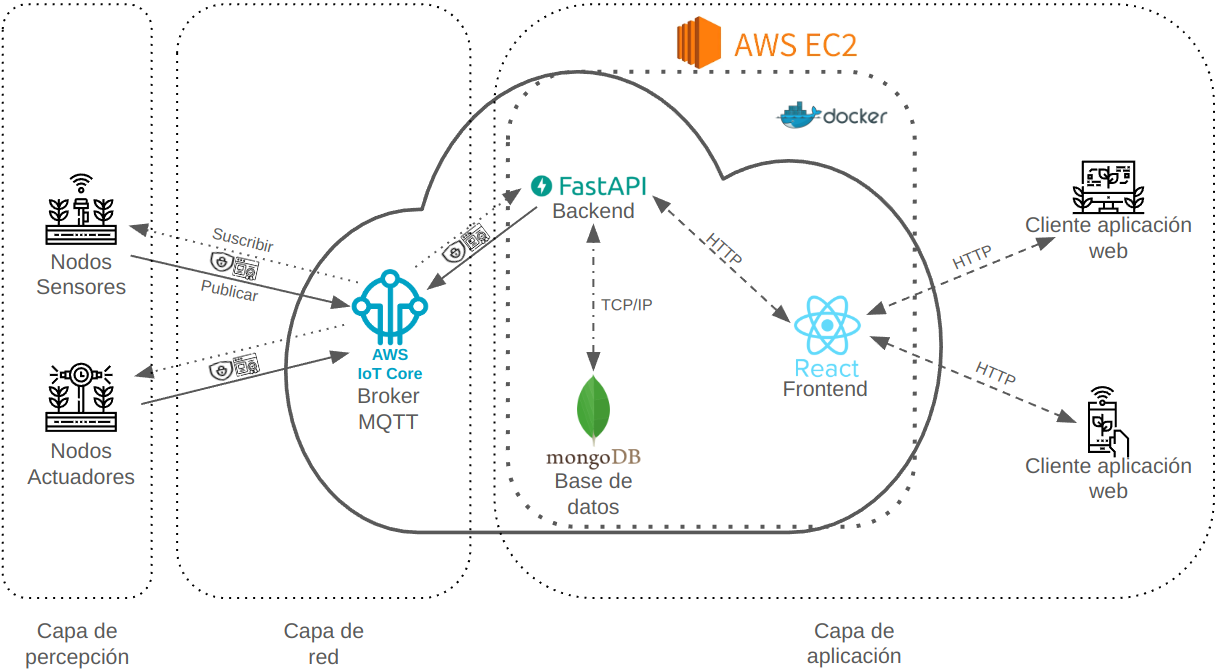 AWS EC2
docker
FastAPI
Backend
Nodos
Sensores
Suscribir
Publicar
HTTP
TCP/IP
HTTP
Cliente aplicación
web
AWS
IoT Core
Broker
MQTT
React
Frontend
HTTP
Nodos
Actuadores
mongoDB
Base de
datos
Cliente aplicación
web
Capa de
percepción
Capa de
red
Capa de
aplicación